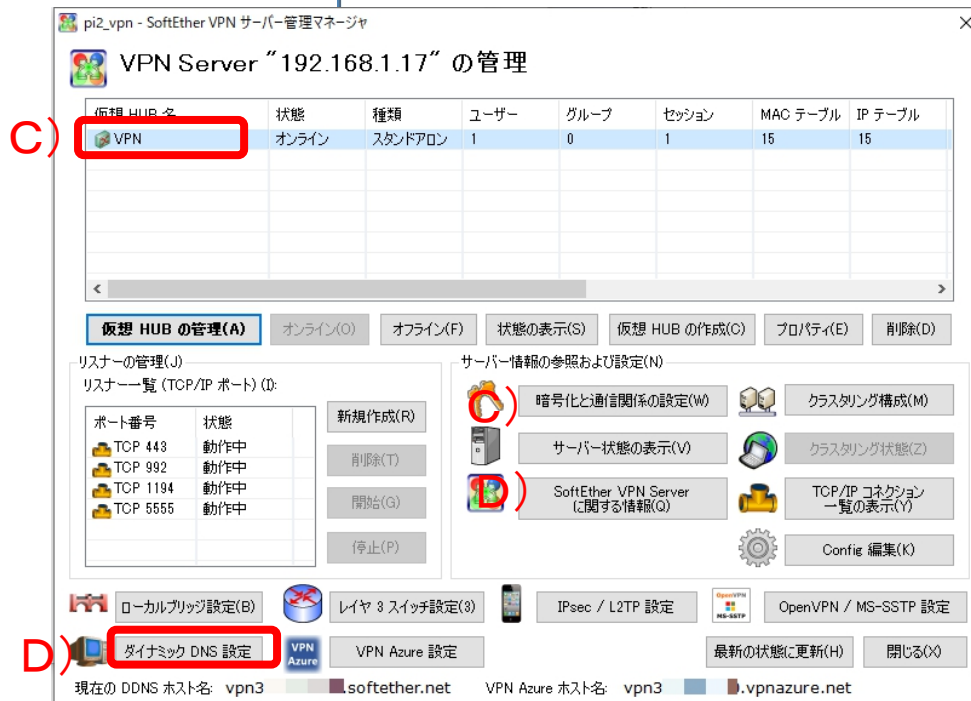 pi2_vpn - SoftEther VPN サーバー管理マネージャ
VPN Server "192.168.1.17" の管理
仮想 HUB 名 状態 種類 ユーザー グループ セッション MAC テーブル IP テーブル
C) VPN オンライン スタンドアロン 1 0 1 15 15
仮想 HUB の管理(A) オンライン(O) オフライン(F) 状態の表示(S) 仮想 HUB の作成(C) プロパティ(E) 削除(D)
リスナーの管理(J)
リスナー一覧 (TCP/IP ポート) (I):
ポート番号 状態
TCP 443 動作中
TCP 992 動作中
TCP 1194 動作中
TCP 5555 動作中
新規作成(R)
削除(T)
開始(G)
停止(P)
サーバー情報の参照および設定(N)
C) 暗号化と通信関係の設定(W) クラスタリング構成(M)
サーバー状態の表示(V) クラスタリング状態(Z)
D) SoftEther VPN Server
に関する情報(Q)
TCP/IP コネクション
一覧の表示(Y)
Config 編集(K)
ローカルブリッジ設定(B) レイヤ 3 スイッチ設定(3) IPsec / L2TP 設定 OpenVPN MS-SSTP OpenVPN / MS-SSTP 設定
D) ダイナミック DNS 設定 VPN Azure VPN Azure 設定 最新の状態に更新(H) 閉じる(X)
現在の DDNS ホスト名: vpn3 .softether.net VPN Azure ホスト名: vpn3 .vpnazure.net